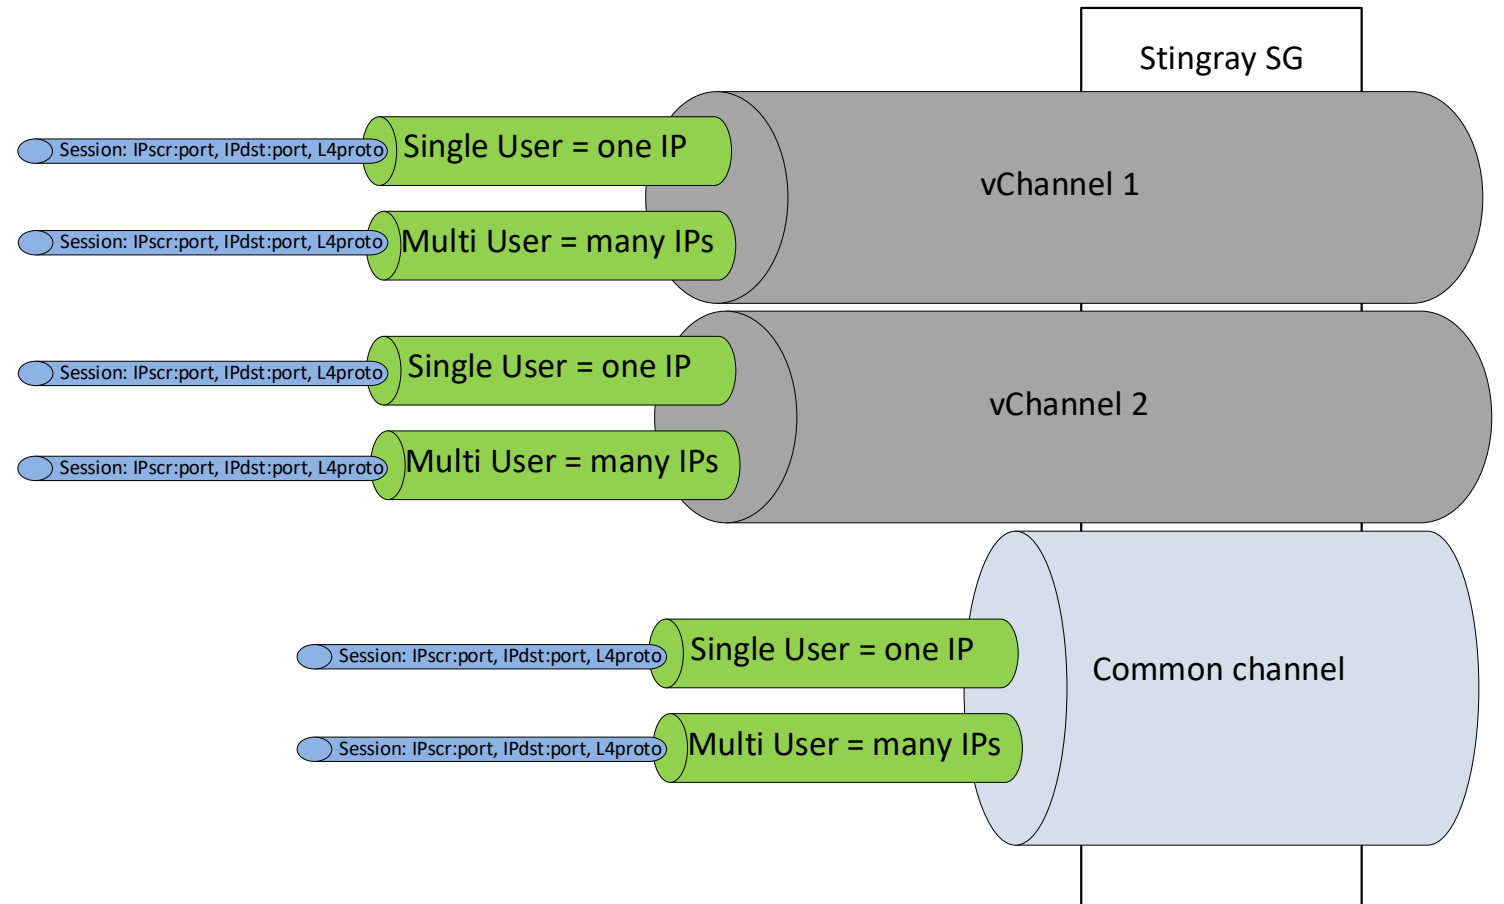 Stingray SG
Session: IPscr:port, IPdst:port, L4proto
Single User = one IP
vChannel 1
Session: IPscr:port, IPdst:port, L4proto
Multi User = many IPs
Session: IPscr:port, IPdst:port, L4proto
Single User = one IP
vChannel 2
Session: IPscr:port, IPdst:port, L4proto
Multi User = many IPs
Session: IPscr:port, IPdst:port, L4proto
Single User = one IP
Common channel
Session: IPscr:port, IPdst:port, L4proto
Multi User = many IPs